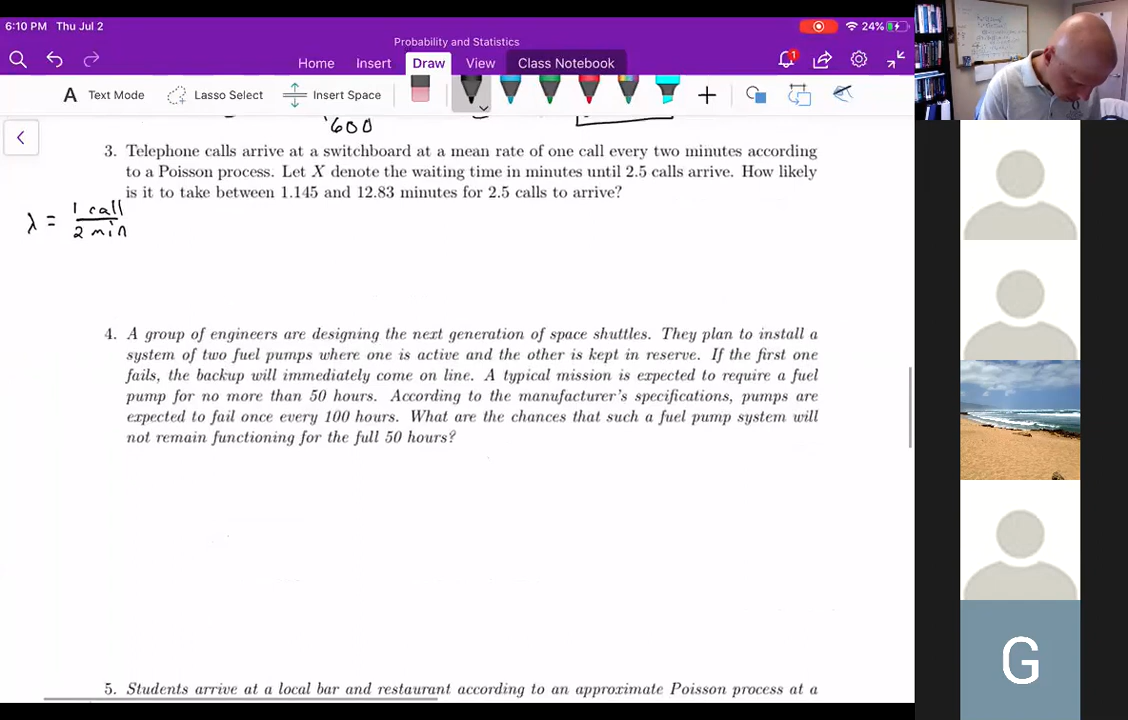 6:10 PM Thu Jul 2
24%
Probability and Statistics
Home Insert Draw View Class Notebook
1
A Text Mode Lasso Select Insert Space
600
3. Telephone calls arrive at a switchboard at a mean rate of one call every two minutes according
to a Poisson process. Let X denote the waiting time in minutes until 2.5 calls arrive. How likely
is it to take between 1.145 and 12.83 minutes for 2.5 calls to arrive?
λ = 1 call
2 min
4. A group of engineers are designing the next generation of space shuttles. They plan to install a
system of two fuel pumps where one is active and the other is kept in reserve. If the first one
fails, the backup will immediately come on line. A typical mission is expected to require a fuel
pump for no more than 50 hours. According to the manufacturer's specifications, pumps are
expected to fail once every 100 hours. What are the chances that such a fuel pump system will
not remain functioning for the full 50 hours?
5. Students arrive at a local bar and restaurant according to an approximate Poisson process at a
G